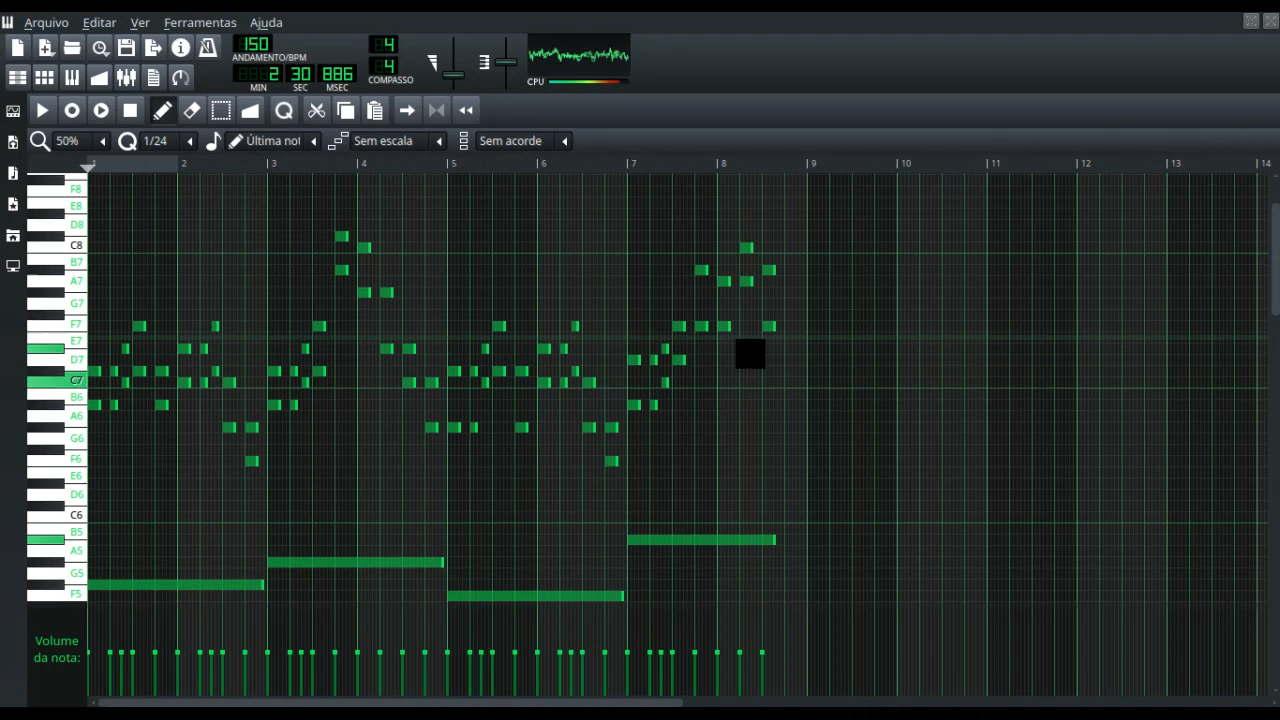 Arquivo Editar Ver Ferramentas Ajuda
150
ANDAMENTO/BPM
2 30 886
MIN SEC MSEC
4
4
COMPASSO
CPU
50% 1/24 Última not Sem escala Sem acorde
1 2 3 4 5 6 7 8 9 10 11 12 13 14
F8
E8
D8
C8
B7
A7
G7
F7
E7
D7
C7
B6
A6
G6
F6
E6
D6
C6
B5
A5
G5
F5
Volume
da nota: